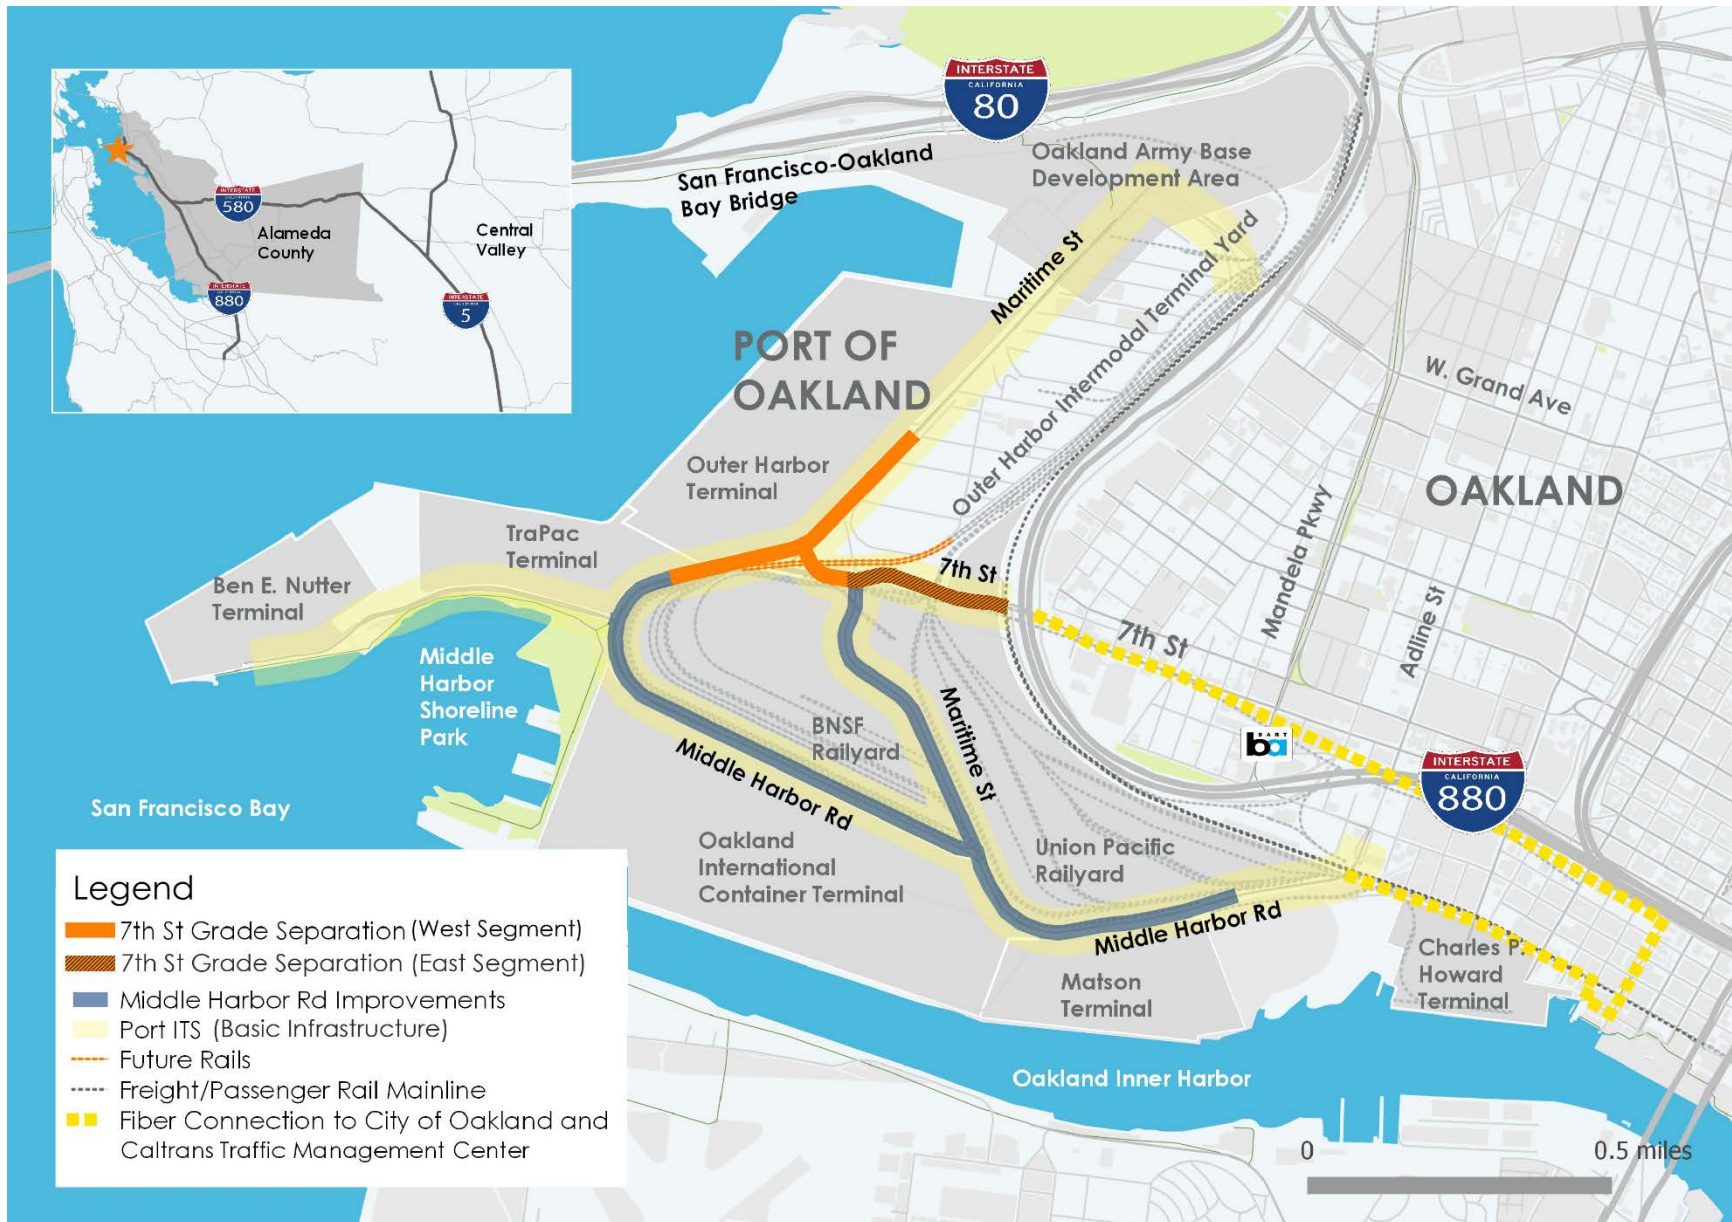 INTERSTATE
CALIFORNIA
80
San Francisco-Oakland
Bay Bridge
Oakland Army Base
Development Area
INTERSTATE
580
Alameda
County
Central
Valley
INTERSTATE
880
INTERSTATE
5
Maritime St
Outer Harbor Intermodal Terminal Yard
PORT OF
OAKLAND
W. Grand Ave
OAKLAND
Outer Harbor
Terminal
TraPac
Terminal
Ben E. Nutter
Terminal
7th St
7th St
Mandela Pkwy
Adline St
Middle
Harbor
Shoreline
Park
BNSF
Railyard
Maritime St
Middle Harbor Rd
BART
ba
INTERSTATE
CALIFORNIA
880
San Francisco Bay
Oakland
International
Container Terminal
Union Pacific
Railyard
Middle Harbor Rd
Matson
Terminal
Charles P.
Howard
Terminal
Oakland Inner Harbor
Legend
7th St Grade Separation (West Segment)
7th St Grade Separation (East Segment)
Middle Harbor Rd Improvements
Port ITS (Basic Infrastructure)
Future Rails
Freight/Passenger Rail Mainline
Fiber Connection to City of Oakland and
Caltrans Traffic Management Center
0 0.5 miles